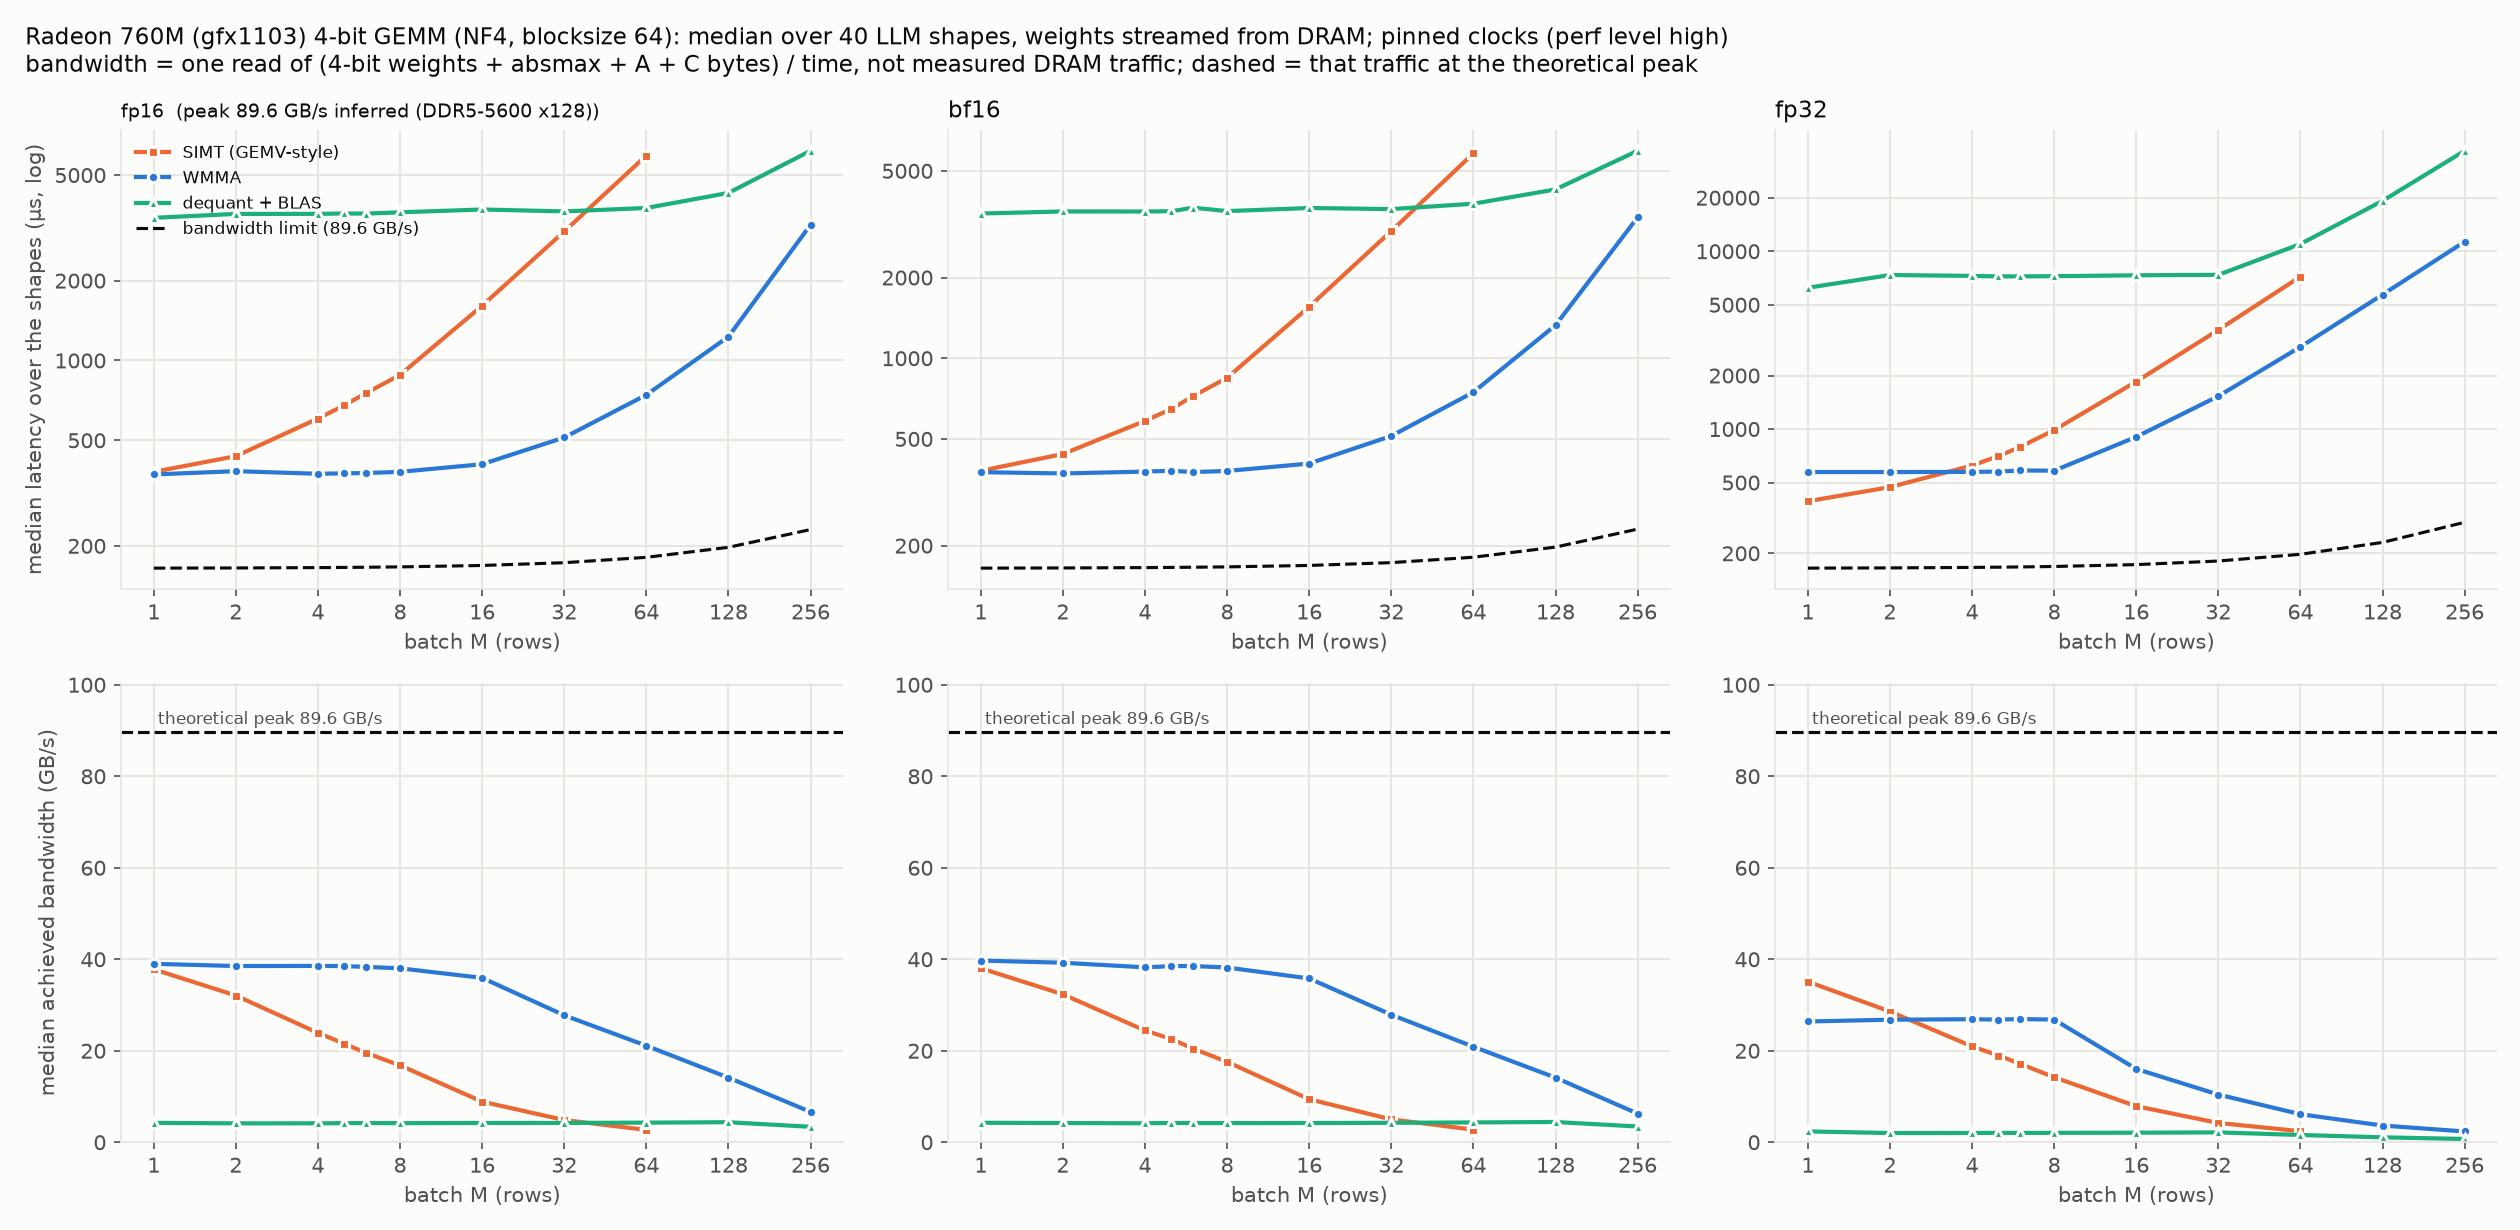 Radeon 760M (gfx1103) 4-bit GEMM (NF4, blocksize 64): median over 40 LLM shapes, weights streamed from DRAM; pinned clocks (perf level high)
bandwidth = one read of (4-bit weights + absmax + A + C bytes) / time, not measured DRAM traffic; dashed = that traffic at the theoretical peak
fp16 (peak 89.6 GB/s inferred (DDR5-5600 x128))
median latency over the shapes (µs, log)
5000
2000
1000
500
200
SIMT (GEMV-style)
WMMA
dequant + BLAS
bandwidth limit (89.6 GB/s)
1 2 4 8 16 32 64 128 256
batch M (rows)
bf16
5000
2000
1000
500
200
1 2 4 8 16 32 64 128 256
batch M (rows)
fp32
20000
10000
5000
2000
1000
500
200
1 2 4 8 16 32 64 128 256
batch M (rows)
median achieved bandwidth (GB/s)
100
80
60
40
20
0
theoretical peak 89.6 GB/s
1 2 4 8 16 32 64 128 256
batch M (rows)
100
80
60
40
20
0
theoretical peak 89.6 GB/s
1 2 4 8 16 32 64 128 256
batch M (rows)
100
80
60
40
20
0
theoretical peak 89.6 GB/s
1 2 4 8 16 32 64 128 256
batch M (rows)